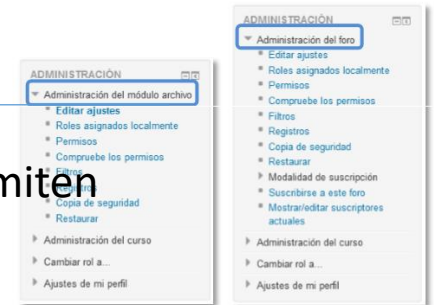 ADMINISTRACIÓN
Administración del módulo archivo
Editar ajustes
Roles asignados localmente
Permisos
Compruebe los permisos
Filtros
Registros
Copia de seguridad
Restaurar
Administración del curso
Cambiar rol a...
Ajustes de mi perfil
miten
ADMINISTRACIÓN
Administración del foro
Editar ajustes
Roles asignados localmente
Permisos
Compruebe los permisos
Filtros
Registros
Copia de seguridad
Restaurar
Modalidad de suscripción
Suscribirse a este foro
Mostrar/editar suscriptores
actuales
Administración del curso
Cambiar rol a...
Ajustes de mi perfil